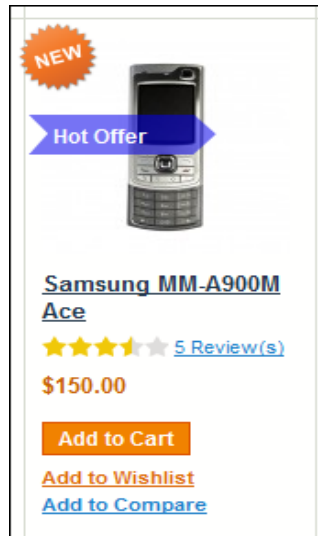 NEW
Hot Offer
Samsung MM-A900M
Ace
5 Review(s)
$150.00
Add to Cart
Add to Wishlist
Add to Compare